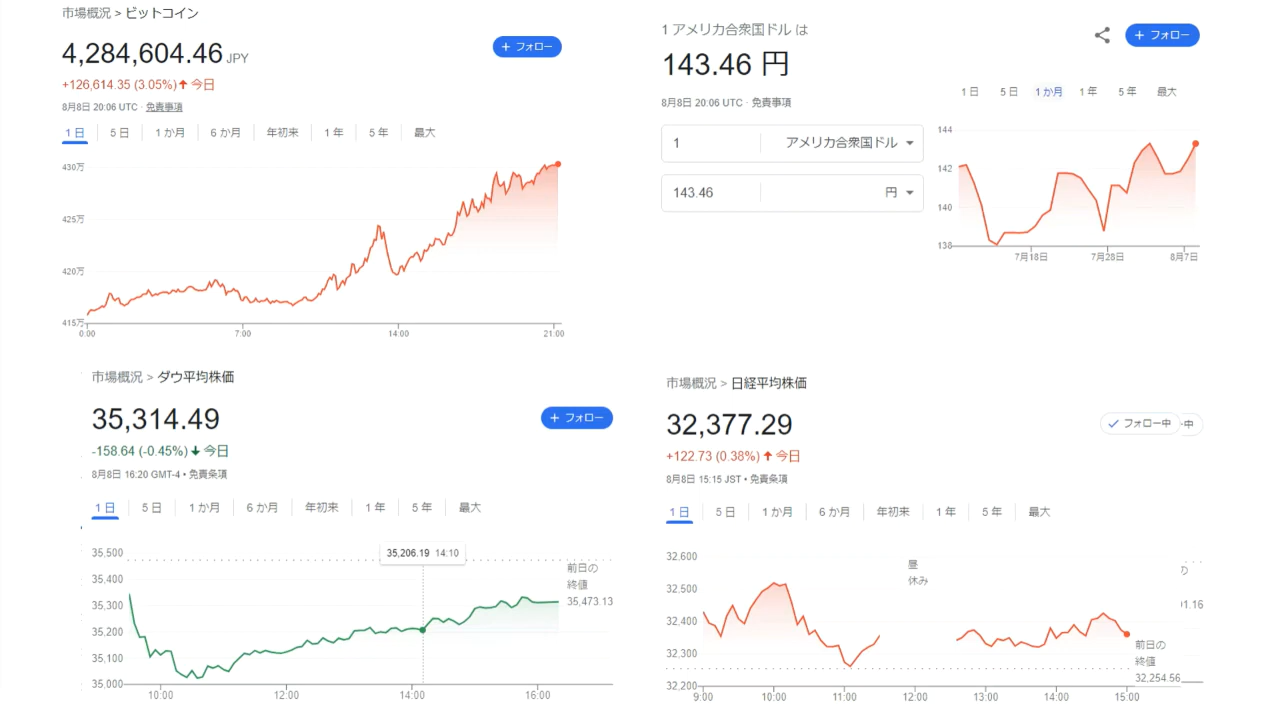 市場概況 > ビットコイン
4,284,604.46 JPY
+ フォロー
+126,614.35 (3.05%) ↑ 今日
8月8日 20:06 UTC · 免責事項
1 日 5 日 1 か月 6 か月 年初来 1 年 5 年 最大
430万
425万
420万
415万
0:00 7:00 14:00 21:00
1 アメリカ合衆国ドル は
+ フォロー
143.46 円
8月8日 20:06 UTC · 免責事項
1 日 5 日 1 か月 1 年 5 年 最大
1 アメリカ合衆国ドル
143.46 円
144
142
140
138
7月18日 7月28日 8月7日
市場概況 > ダウ平均株価
35,314.49
+ フォロー
-158.64 (-0.45%) ↓ 今日
8月8日 16:20 GMT-4 • 免責条項
1 日 5 日 1 か月 6 か月 年初来 1 年 5 年 最大
35,206.19 14:10
35,500
35,400
35,300
35,200
35,100
35,000
前日の
終値
35,473.13
10:00 12:00 14:00 16:00
市場概況 > 日経平均株価
32,377.29
フォロー中 中
+122.73 (0.38%) ↑ 今日
8月8日 15:15 JST • 免責条項
1 日 5 日 1 か月 6 か月 年初来 1 年 5 年 最大
32,600
32,500
32,400
32,300
32,200
昼
休み
の
1.16
前日の
終値
32,254.56
9:00 10:00 11:00 12:00 13:00 14:00 15:00